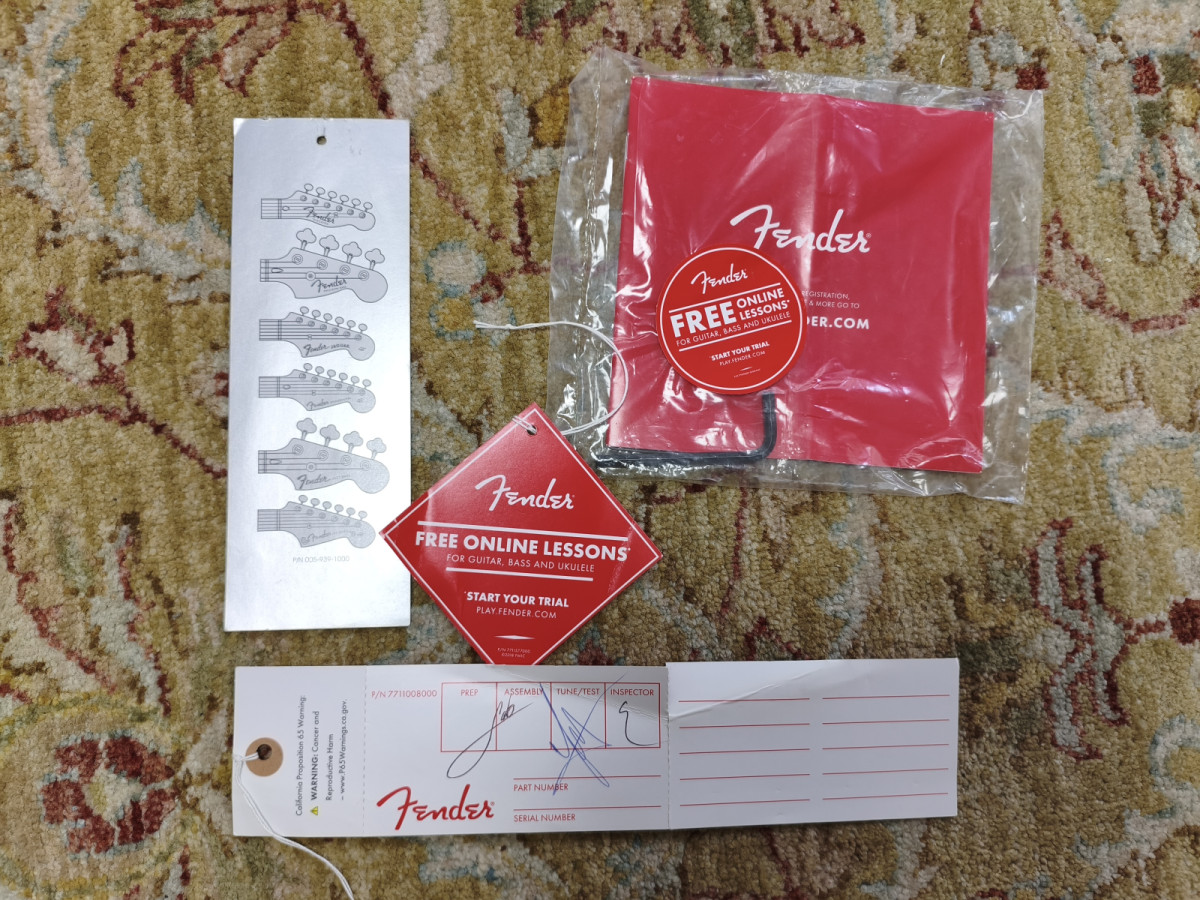 Fender
Fender
Fender
Fender
Fender
P/N 005-939-1000
Fender
REGISTRATION,
& MORE GO TO
DER.COM
Fender
FREE ONLINE
LESSONS*
FOR GUITAR, BASS AND UKULELE
*START YOUR TRIAL
PLAY.FENDER.COM
Fender
FREE ONLINE LESSONS*
FOR GUITAR, BASS AND UKULELE
*START YOUR TRIAL
PLAY.FENDER.COM
California Proposition 65 Warning:
WARNING: Cancer and
Reproductive Harm
– www.P65Warnings.ca.gov.
P/N 7711008000
PREP
ASSEMBLY
TUNE/TEST
INSPECTOR
PART NUMBER
SERIAL NUMBER
Fender